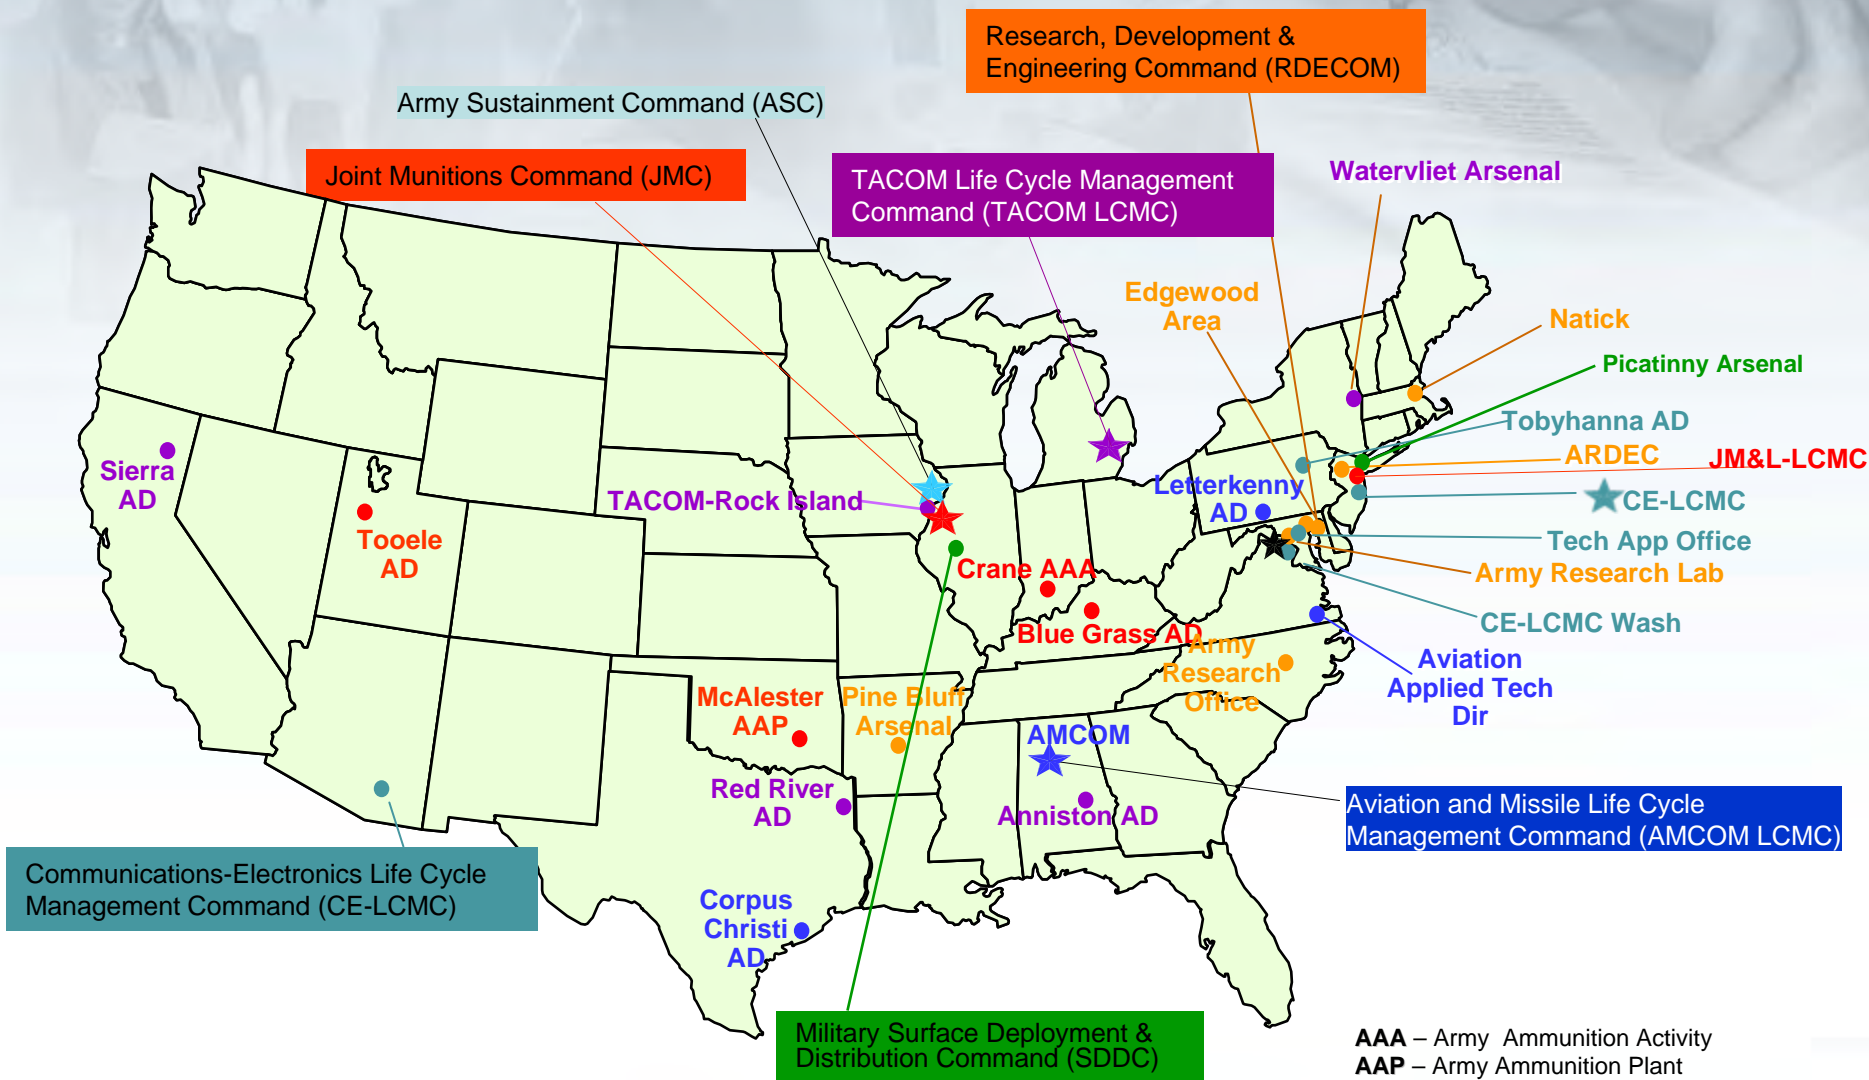 Research, Development &
Engineering Command (RDECOM)
Army Sustainment Command (ASC)
Joint Munitions Command (JMC)
TACOM Life Cycle Management
Command (TACOM LCMC)
Watervliet Arsenal
Edgewood
Area
Natick
Picatinny Arsenal
Tobyhanna AD
ARDEC
JM&L-LCMC
Sierra
AD
TACOM-Rock Island
Letterkenny
AD
CE-LCMC
Tooele
AD
Tech App Office
Crane AAA
Army Research Lab
Blue Grass AD
CE-LCMC Wash
Army
Research
Office
Aviation
Applied Tech
Dir
McAlester
AAP
Pine Bluff
Arsenal
AMCOM
Red River
AD
Anniston AD
Aviation and Missile Life Cycle
Management Command (AMCOM LCMC)
Communications-Electronics Life Cycle
Management Command (CE-LCMC)
Corpus
Christi
AD
Military Surface Deployment &
Distribution Command (SDDC)
AAA – Army Ammunition Activity
AAP – Army Ammunition Plant